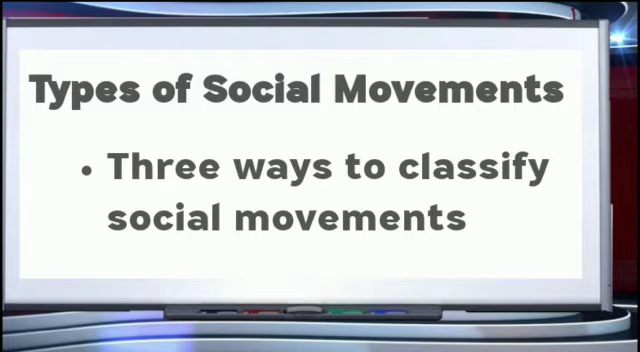 Types of Social Movements
• Three ways to classify
social movements